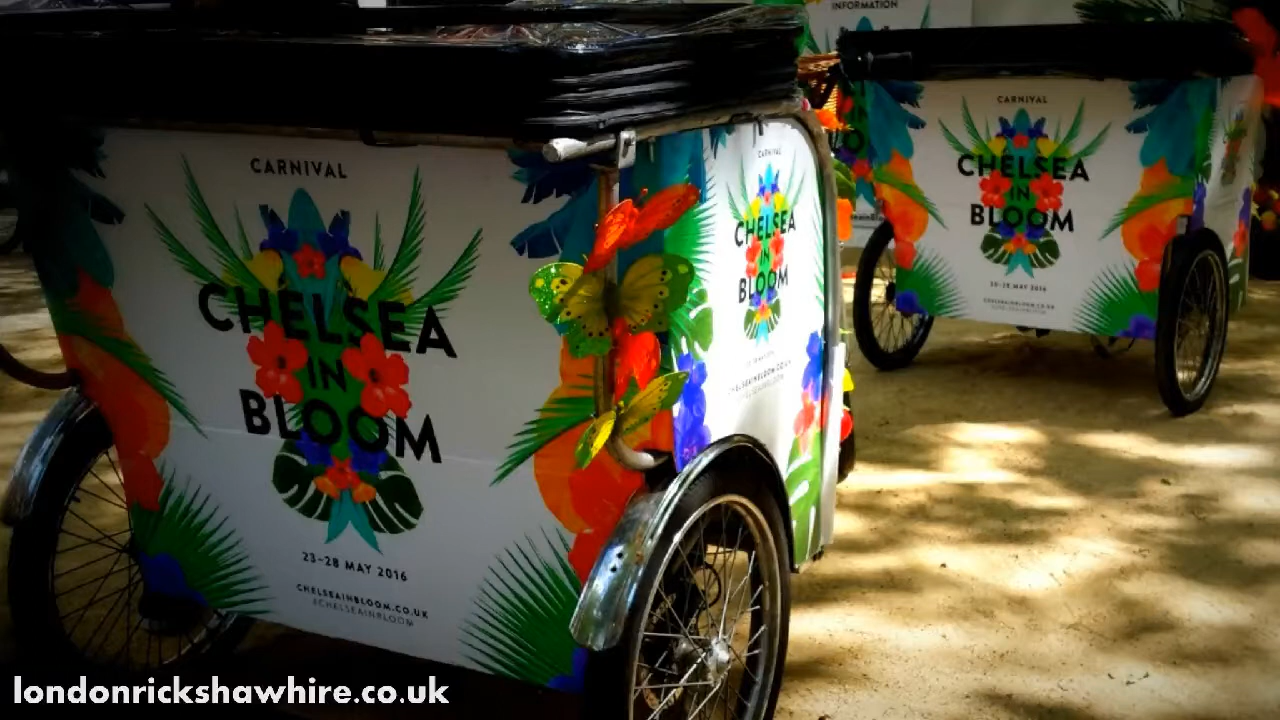 INFORMATION
CARNIVAL
CHELSEA
IN
BLOOM
23-28 MAY 2016
CHELSEAINBLOOM.CO.UK
#CHELSEAINBLOOM
CARNIVAL
CHELSEA
IN
BLOOM
CHELSEAINBLOOM.CO.UK
CARNIVAL
CHELSEA
IN
BLOOM
23-28 MAY 2016
CHELSEAINBLOOM.CO.UK
londonrickshawhire.co.uk